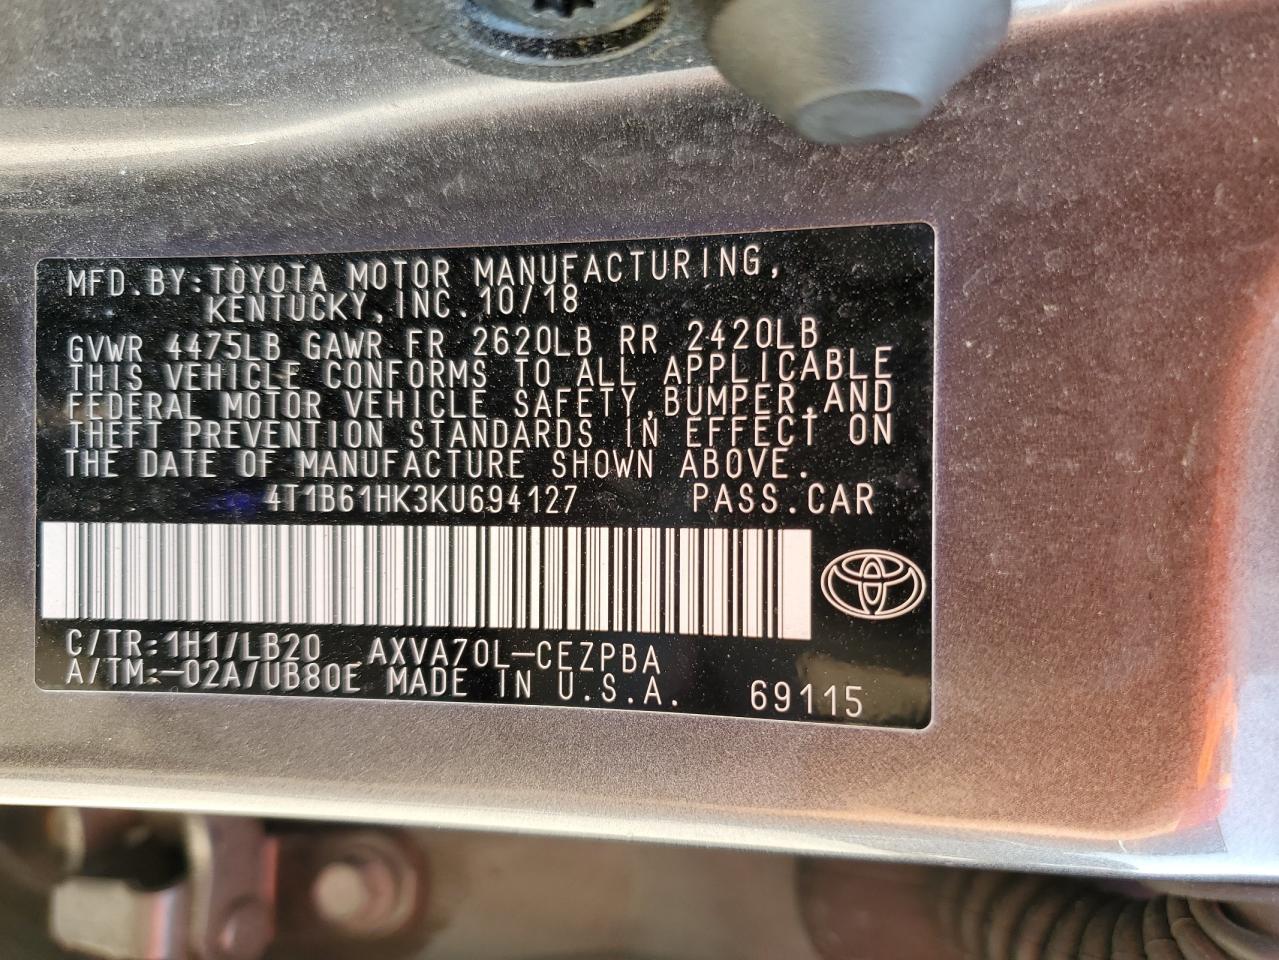 MFD.BY:TOYOTA MOTOR MANUFACTURING,
KENTUCKY,INC.10/18
GVWR 4475LB GAWR FR 2620LB RR 2420LB
THIS VEHICLE CONFORMS TO ALL APPLICABLE
FEDERAL MOTOR VEHICLE SAFETY,BUMPER,AND
THEFT PREVENTION STANDARDS IN EFFECT ON
THE DATE OF MANUFACTURE SHOWN ABOVE.
4T1B61HK3KU694127 PASS.CAR
C/TR:1H1/LB20 AXVA70L-CEZPBA
A/TM:-02A/UB80E MADE IN U.S.A. 69115